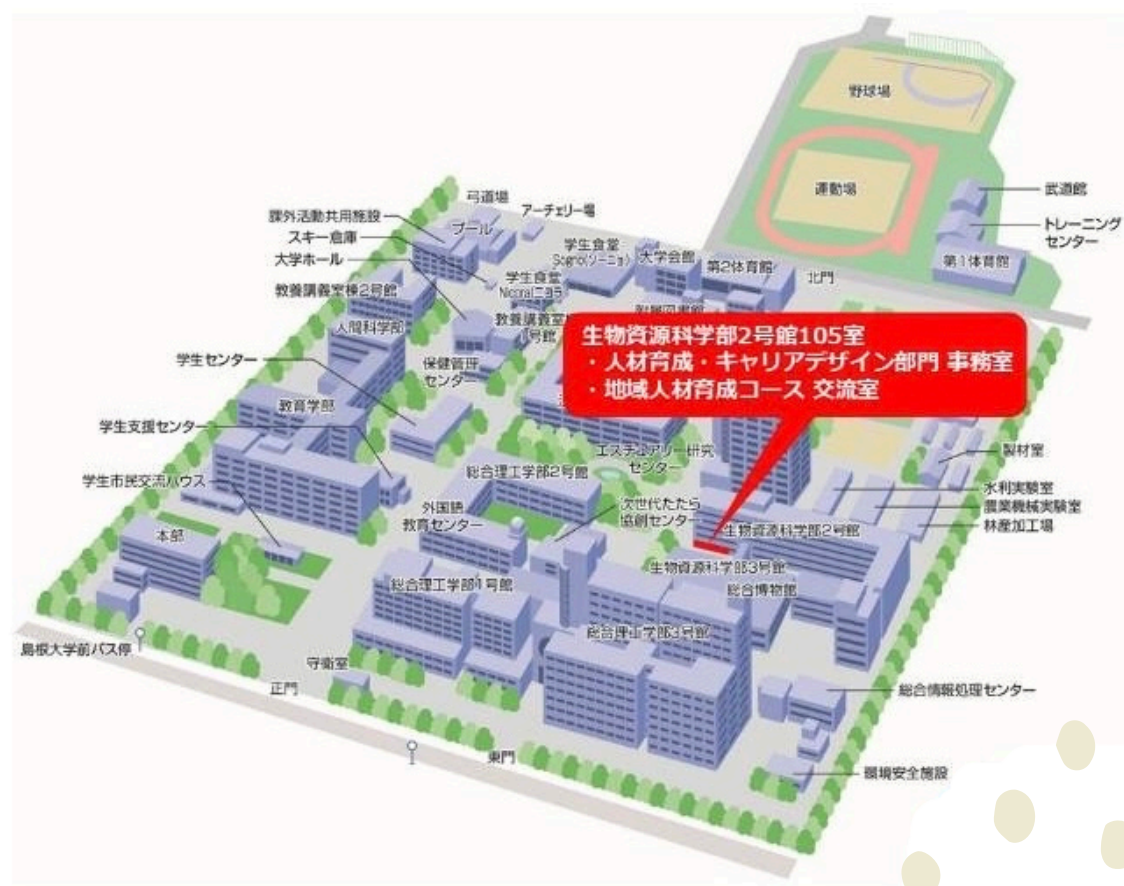 野球場
運動場
武道館
トレーニング
センター
第1体育館
弓道場
アーチェリー場
課外活動共用施設
プール
スキー倉庫
大学ホール
学生食堂
Sogno(ソーニョ)
大学会館
第2体育館
北門
学生食堂
Nicora(ニコラ)
教養講義室棟2号館
人間科学部
教養講義室
号館
生物資源科学部2号館105室
・人材育成・キャリアデザイン部門 事務室
・地域人材育成コース 交流室
学生センター
保健管理
センター
教育学部
学生支援センター
エスチュアリー研究
センター
製材室
総合理工学部2号館
学生市民交流ハウス
水利実験室
外国語
教育センター
次世代たたら
協創センター
農業機械実験室
林産加工場
生物資源科学部2号館
本部
生物資源科学部3号館
総合博物館
総合理工学部1号館
総合理工学部3号館
島根大学前バス停
守衛室
正門
総合情報処理センター
東門
環境安全施設